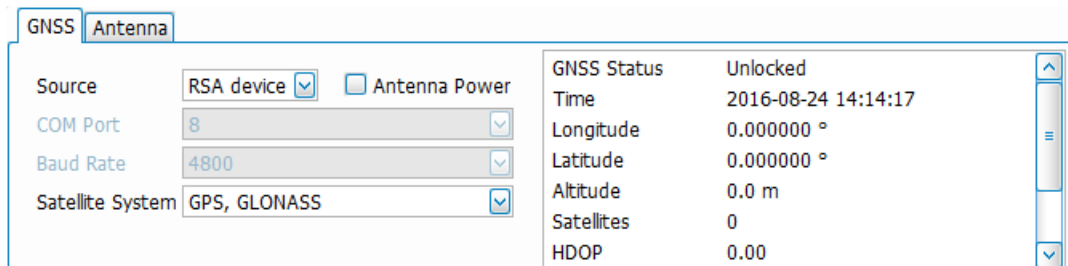 GNSS Antenna
Source RSA device Antenna Power
COM Port 8
Baud Rate 4800
Satellite System GPS, GLONASS
GNSS Status Unlocked
Time 2016-08-24 14:14:17
Longitude 0.000000 °
Latitude 0.000000 °
Altitude 0.0 m
Satellites 0
HDOP 0.00